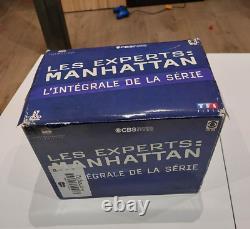 LES EXPERTS:
MANHATTAN
L'INTÉGRALE DE LA SÉRIE
TF1
CBS
LES EXPERTS:
MANHATTAN
L'INTÉGRALE DE LA SÉRIE